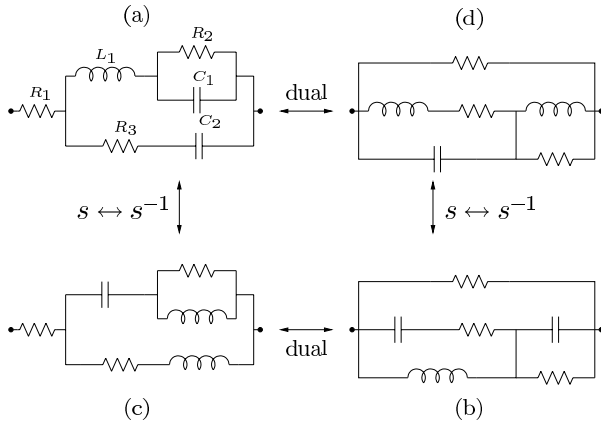 (a)
(d)
R₂
L₁
C₁
R₁
dual
C₂
R₃
s ↔ s⁻¹
s ↔ s⁻¹
dual
(c)
(b)